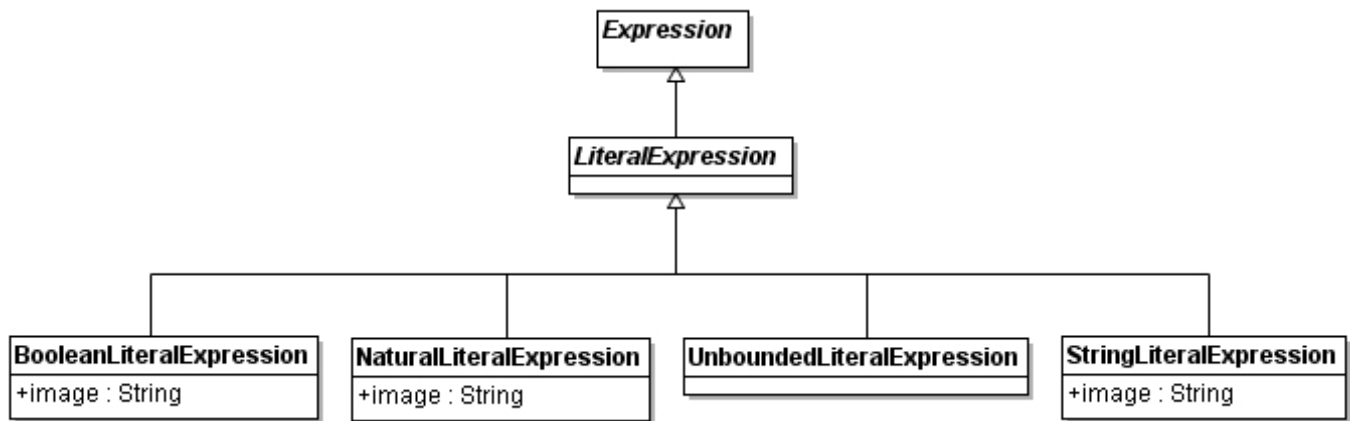 Expression
LiteralExpression
BooleanLiteralExpression
+image : String
NaturalLiteralExpression
+image : String
UnboundedLiteralExpression
StringLiteralExpression
+image : String